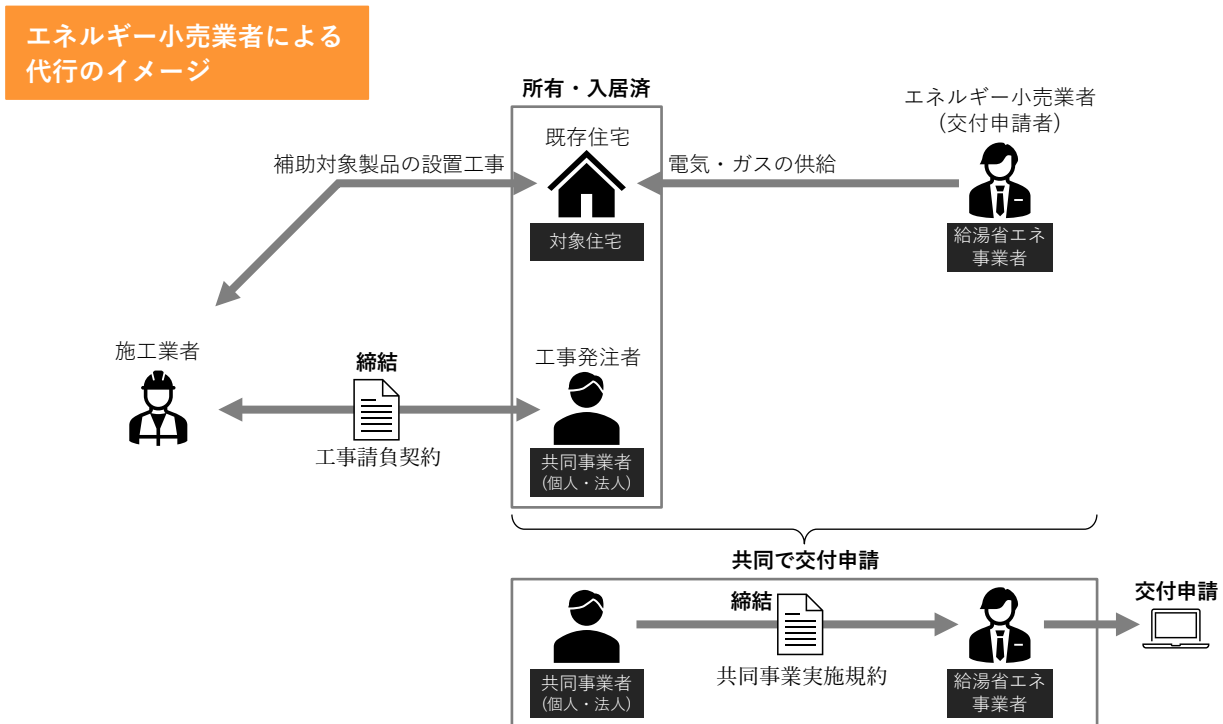 エネルギー小売業者による
代行のイメージ
所有・入居済
既存住宅
エネルギー小売業者
(交付申請者)
補助対象製品の設置工事
電気・ガスの供給
対象住宅
給湯省エネ
事業者
施工業者
締結
工事発注者
工事請負契約
共同事業者
(個人・法人)
共同で交付申請
締結
交付申請
共同事業実施規約
共同事業者
(個人・法人)
給湯省エネ
事業者